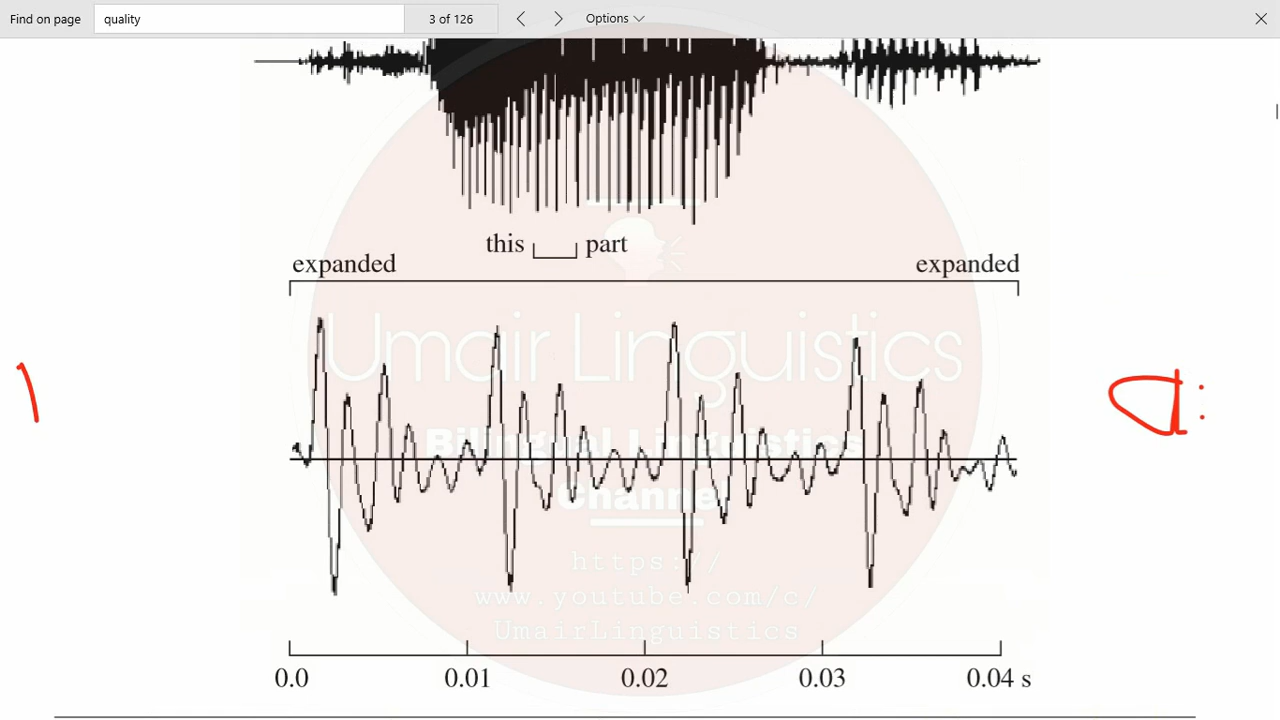 Find on page quality 3 of 126 Options
this part
expanded expanded
Umair Linguistics
Bilingual Linguistics
Channel
https://
www.youtube.com/c/
UmairLinguistics
0.0 0.01 0.02 0.03 0.04 s